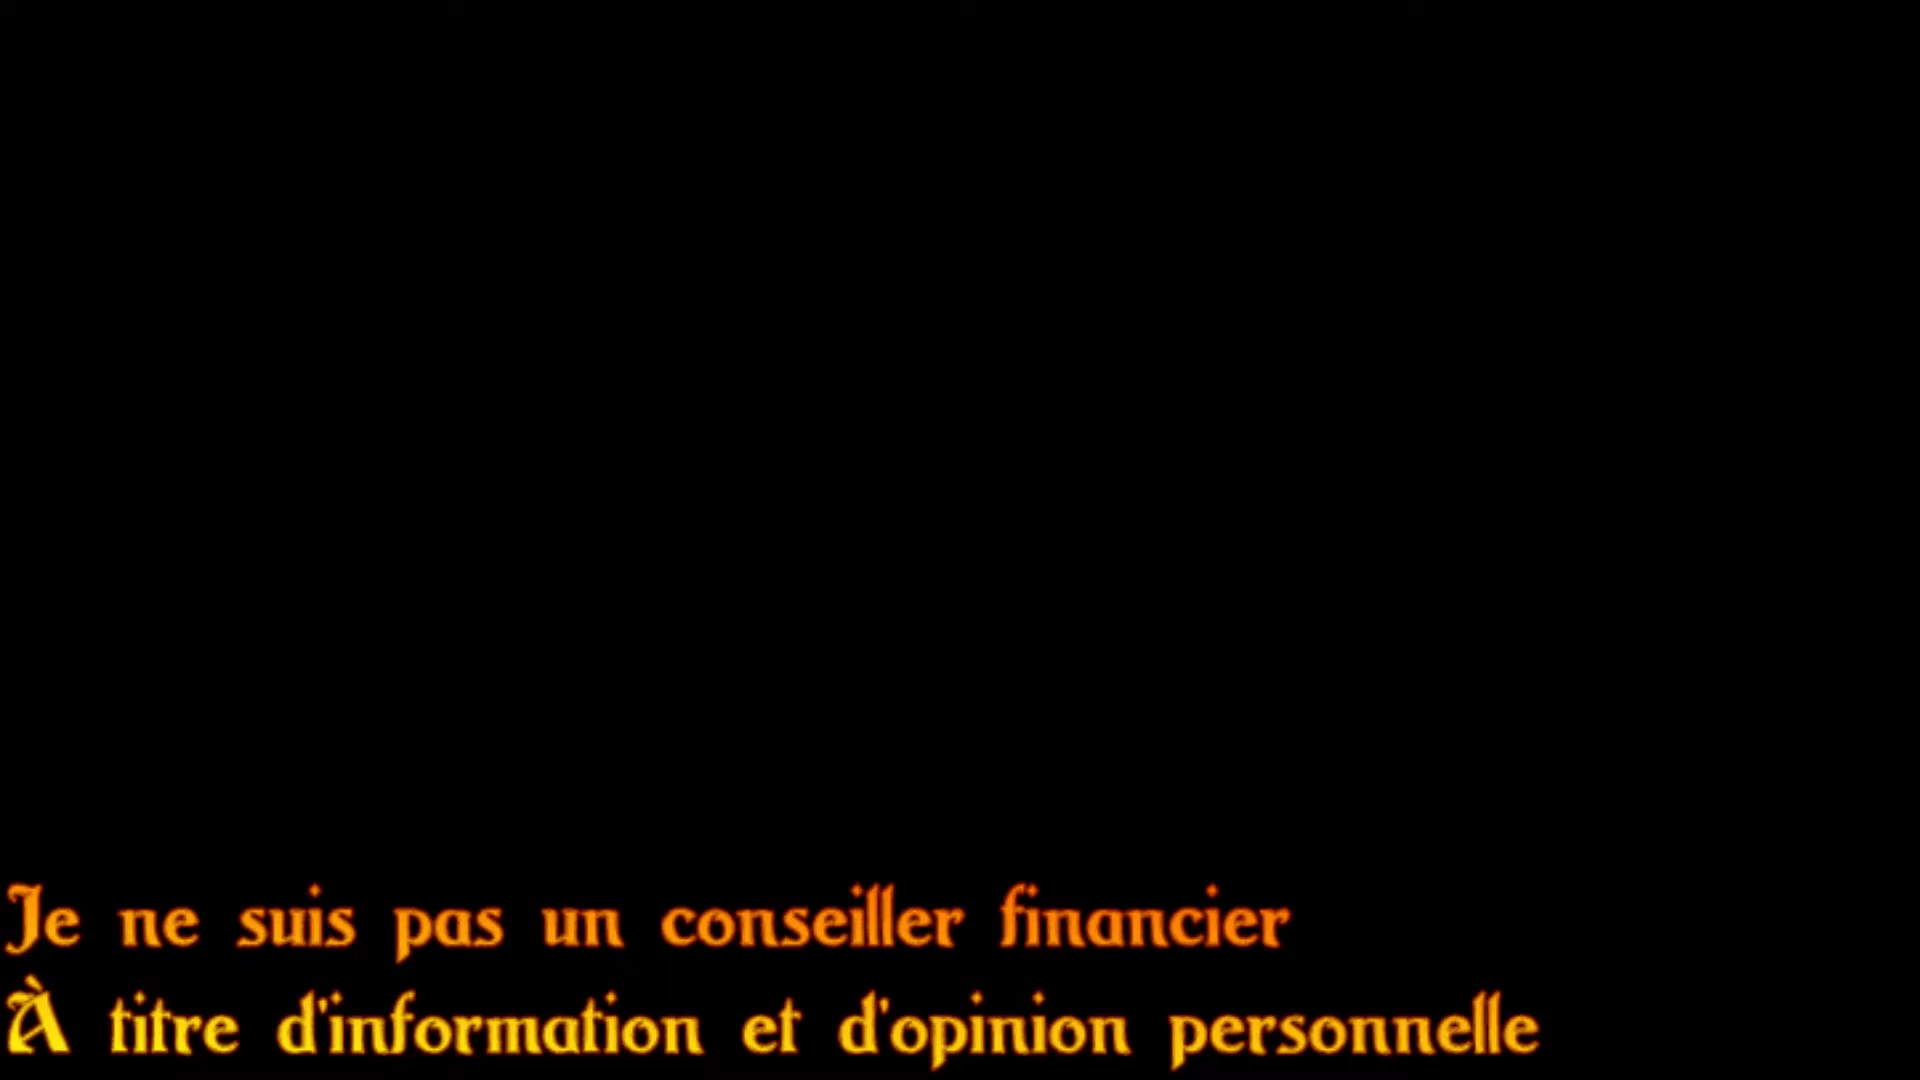 Je ne suis pas un conseiller financier
À titre d'information et d'opinion personnelle